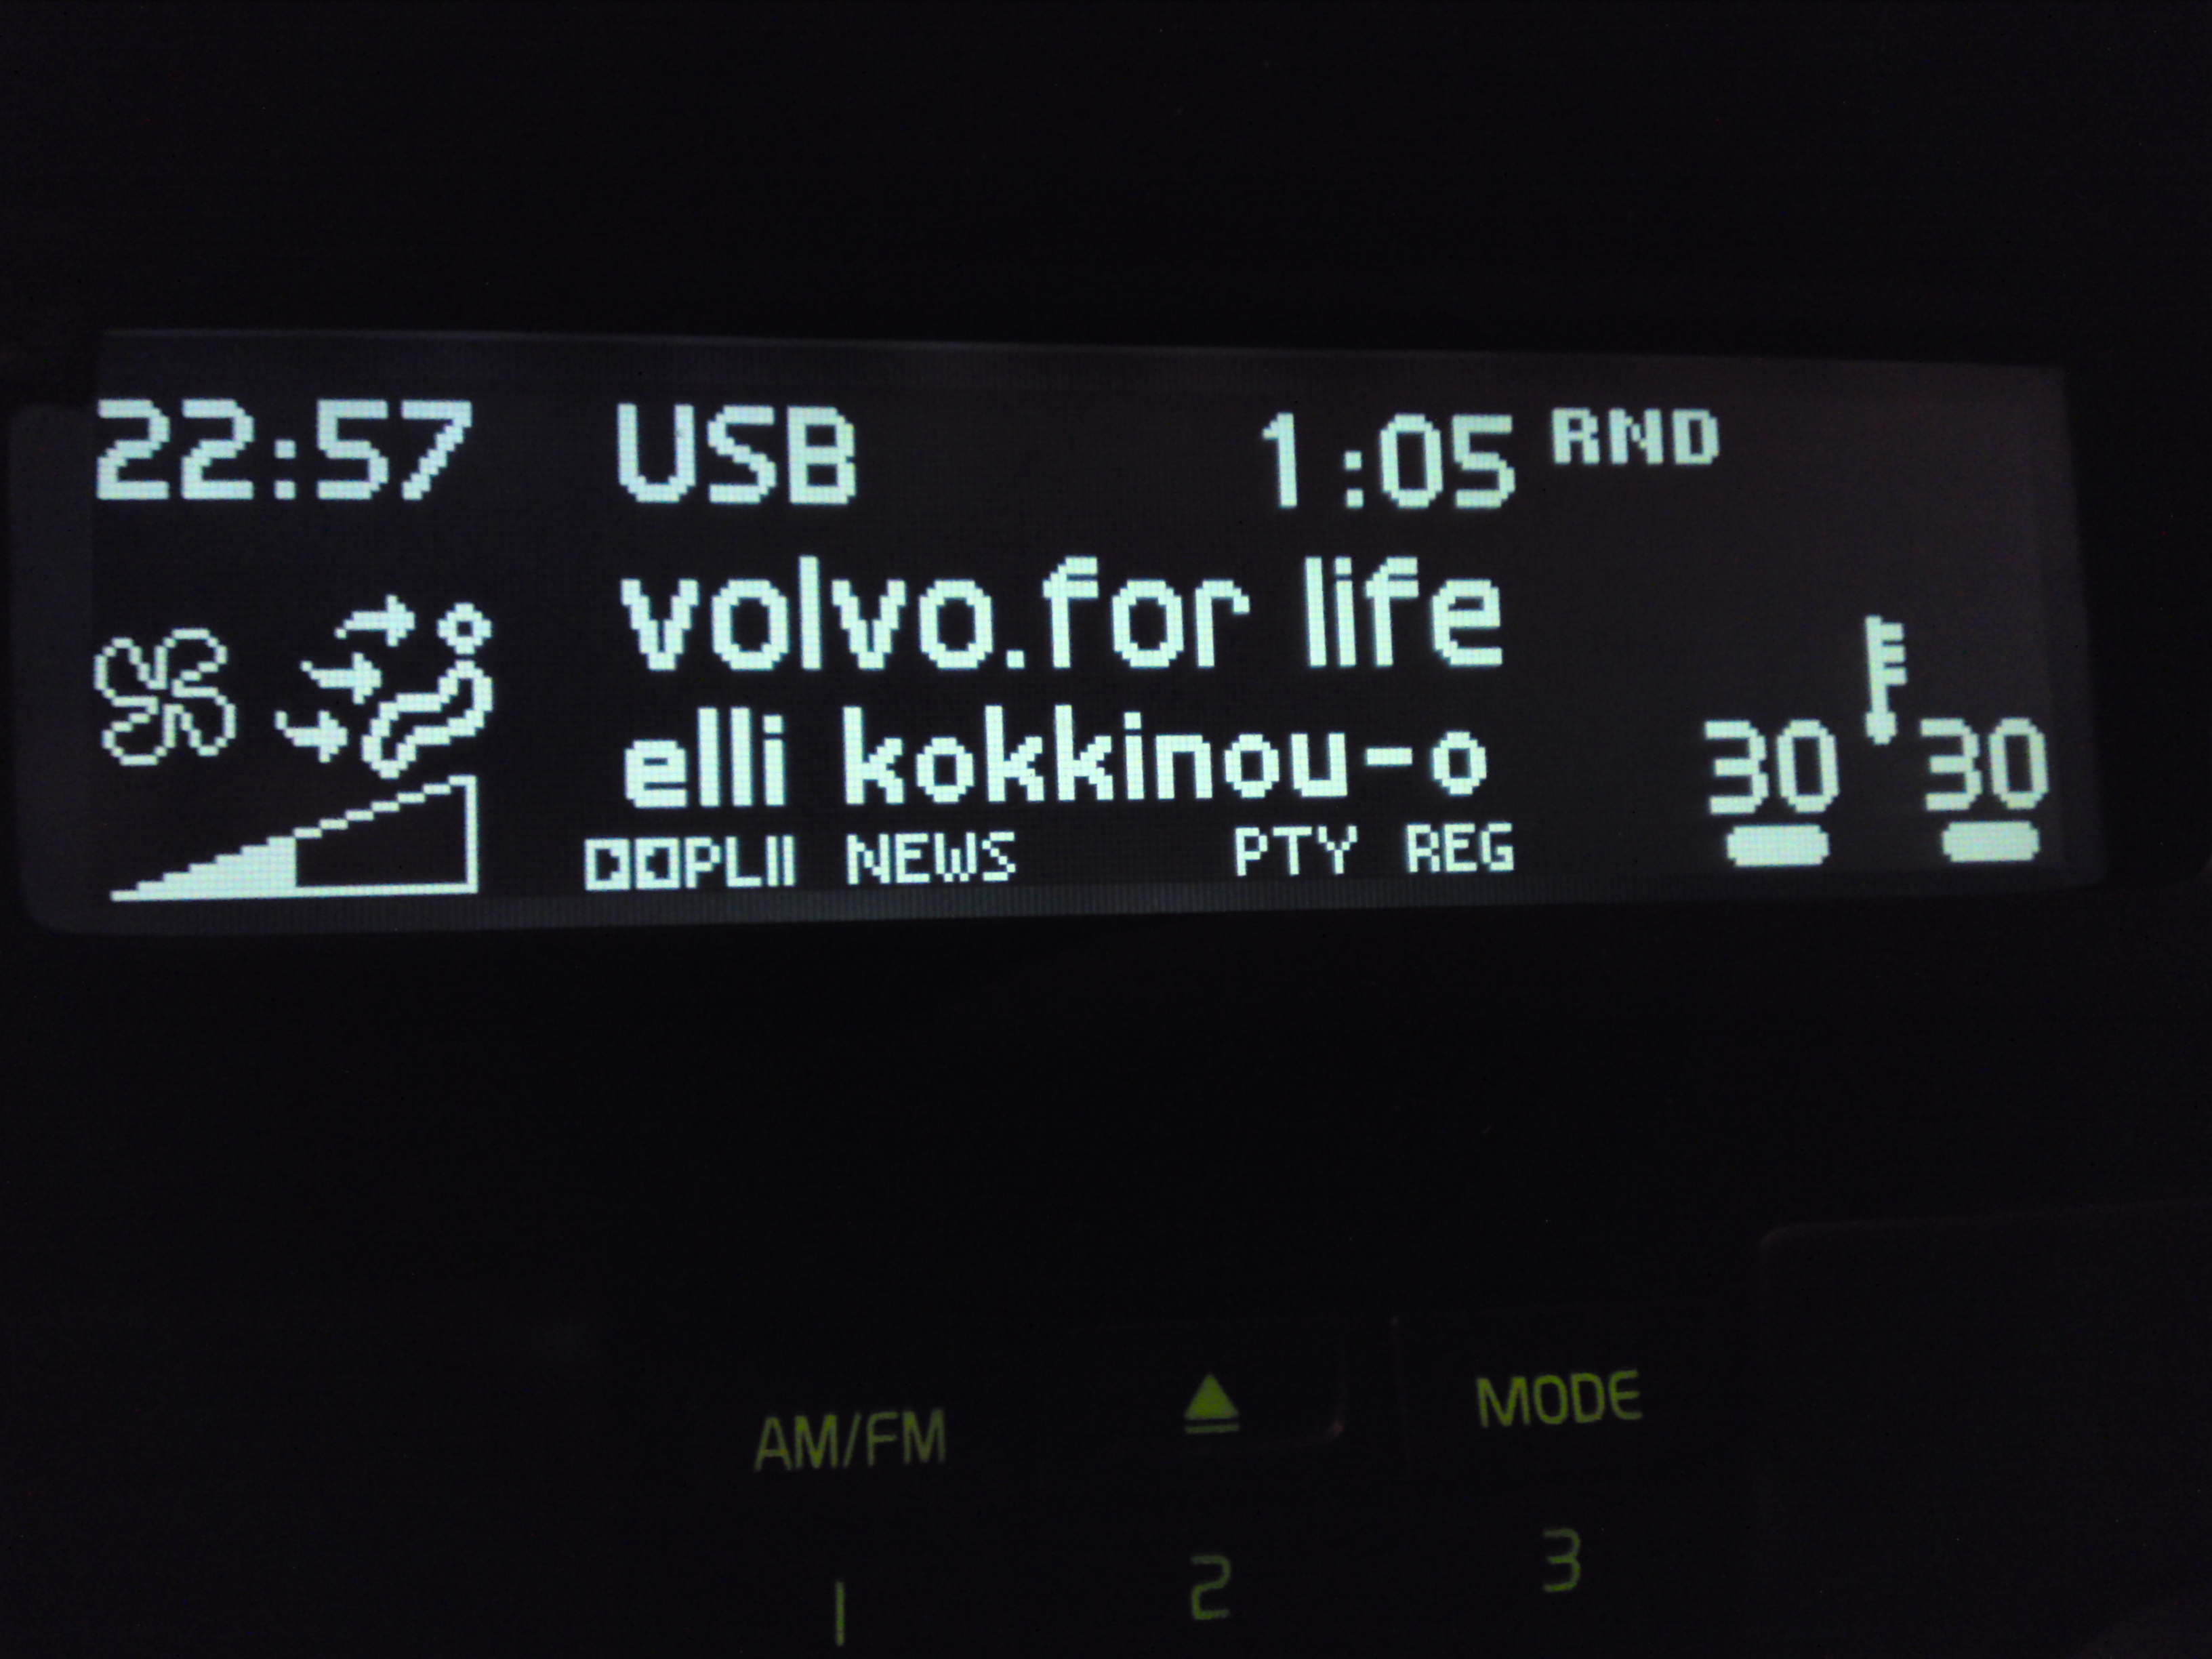 22:57 USB 1:05 RND
volvo.for life
elli kokkinou-o
30 30
PLII NEWS PTY REG
AM/FM MODE
1 2 3